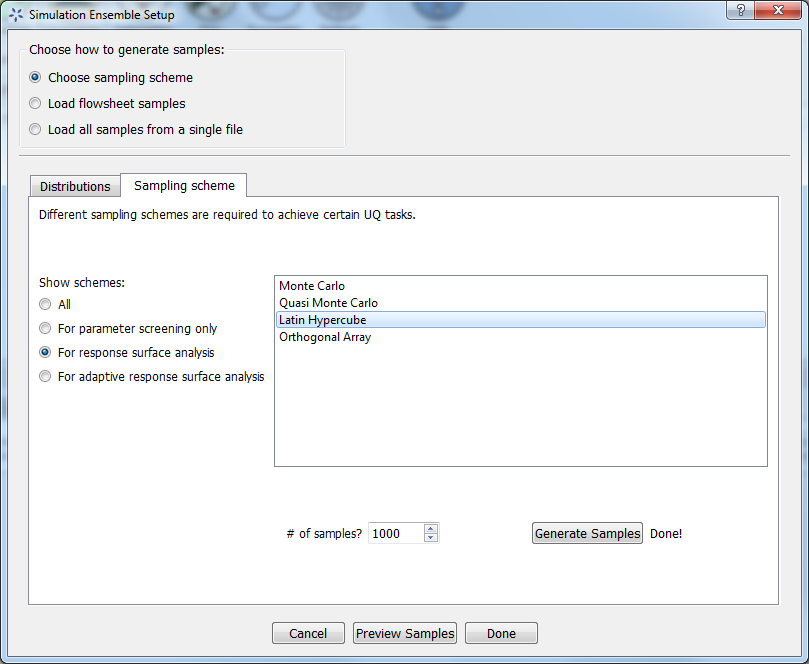 Simulation Ensemble Setup
?
Choose how to generate samples:
Choose sampling scheme
Load flowsheet samples
Load all samples from a single file
Distributions Sampling scheme
Different sampling schemes are required to achieve certain UQ tasks.
Show schemes:
All
For parameter screening only
For response surface analysis
For adaptive response surface analysis
Monte Carlo
Quasi Monte Carlo
Latin Hypercube
Orthogonal Array
# of samples? 1000 Generate Samples Done!
Cancel Preview Samples Done